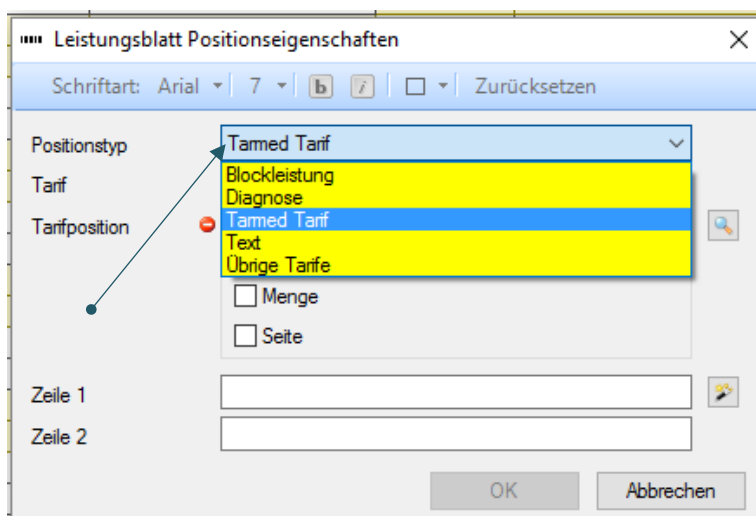 Leistungsblatt Positionseigenschaften
Schriftart: Arial 7 b i Zurücksetzen
Positionstyp Tarmed Tarif
Tarif Blockleistung
Diagnose
Tarifposition Tarmed Tarif
Text
Übrige Tarife
Menge
Seite
Zeile 1
Zeile 2
OK Abbrechen